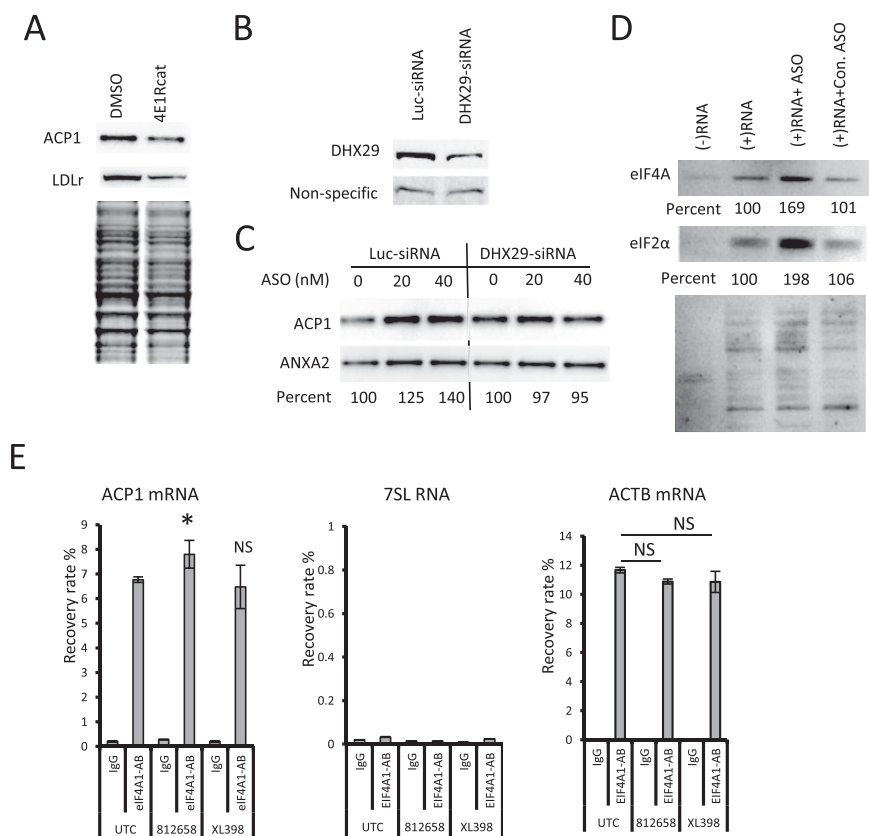 A
DMSO
4E1Rcat
ACP1
LDLr
B
Luc-siRNA
DHX29-siRNA
DHX29
Non-specific
C
Luc-siRNA DHX29-siRNA
ASO (nM) 0 20 40 0 20 40
ACP1
ANXA2
Percent 100 125 140 100 97 95
D
(-)RNA
(+)RNA
(+)RNA+ ASO
(+)RNA+Con. ASO
eIF4A
Percent 100 169 101
eIF2α
Percent 100 198 106
E
ACP1 mRNA
Recovery rate %
9
8
7
6
5
4
3
2
1
0
*
NS
IgG
eIF4A1-AB
IgG
eIF4A1-AB
IgG
eIF4A1-AB
UTC 812658 XL398
7SL RNA
Recovery rate %
1
0.8
0.6
0.4
0.2
0
IgG
EIF4A1-AB
IgG
EIF4A1-AB
IgG
EIF4A1-AB
UTC 812658 XL398
ACTB mRNA
Recovery rate %
14
12
10
8
6
4
2
0
NS
NS
IgG
EIF4A1-AB
IgG
EIF4A1-AB
IgG
EIF4A1-AB
UTC 812658 XL398